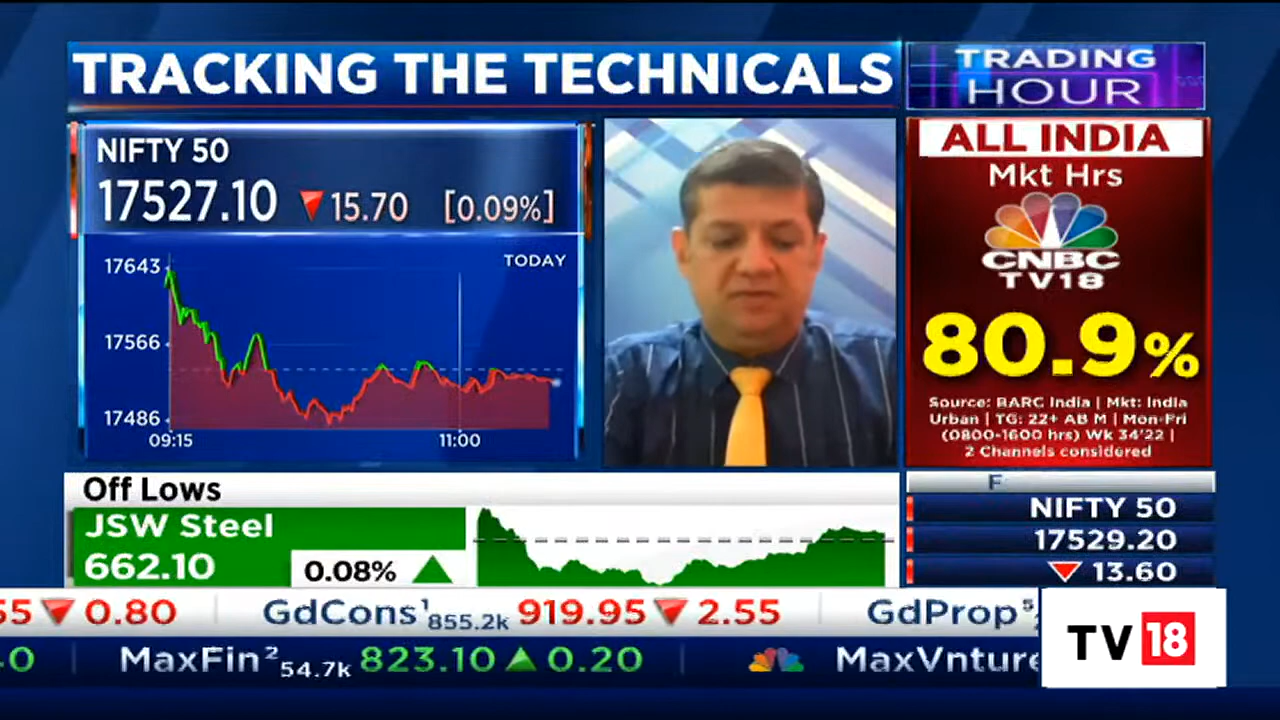 TRACKING THE TECHNICALS
TRADING
HOUR
NIFTY 50
17527.10 ▼ 15.70 [0.09%]
TODAY
17643
17566
17486
09:15 11:00
ALL INDIA
Mkt Hrs
CNBC
TV18
80.9%
Source: BARC India | Mkt: India
Urban | TG: 22+ AB M | Mon-Fri
(0800-1600 hrs) Wk 34'22 |
2 Channels considered
Off Lows
JSW Steel
662.10 0.08% ▲
F
NIFTY 50
17529.20
▼ 13.60
55 ▼ 0.80 GdCons¹ 855.2k 919.95 ▼ 2.55 GdProp⁵
0 MaxFin² 54.7k 823.10 ▲ 0.20 MaxVnture
TV18